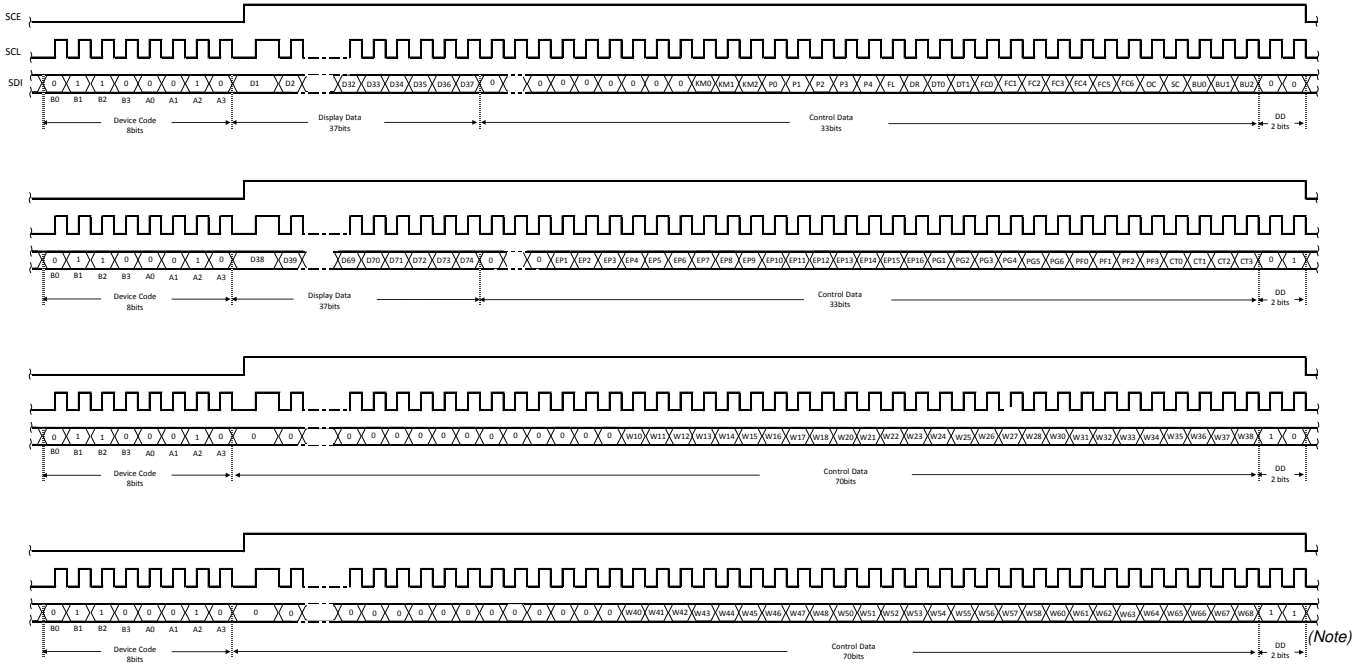 SCE
SCL
SDI 0 1 1 0 0 0 1 0 D1 D2 D32 D33 D34 D35 D36 D37 0 0 0 0 0 0 0 0 KM0 KM1 KM2 P0 P1 P2 P3 P4 FL DR DT0 DT1 FC0 FC1 FC2 FC3 FC4 FC5 FC6 OC SC BU0 BU1 BU2 0 0
B0 B1 B2 B3 A0 A1 A2 A3
Device Code Display Data Control Data DD
8bits 37bits 33bits 2 bits
0 1 1 0 0 0 1 0 D38 D39 D69 D70 D71 D72 D73 D74 0 0 EP1 EP2 EP3 EP4 EP5 EP6 EP7 EP8 EP9 EP10 EP11 EP12 EP13 EP14 EP15 EP16 PG1 PG2 PG3 PG4 PG5 PG6 PF0 PF1 PF2 PF3 CT0 CT1 CT2 CT3 0 1
B0 B1 B2 B3 A0 A1 A2 A3
Device Code Display Data Control Data DD
8bits 37bits 33bits 2 bits
0 1 1 0 0 0 1 0 0 0 0 0 0 0 0 0 0 0 0 0 0 0 W10 W11 W12 W13 W14 W15 W16 W17 W18 W20 W21 W22 W23 W24 W25 W26 W27 W28 W30 W31 W32 W33 W34 W35 W36 W37 W38 1 0
B0 B1 B2 B3 A0 A1 A2 A3
Device Code Control Data DD
8bits 70bits 2 bits
0 1 1 0 0 0 1 0 0 0 0 0 0 0 0 0 0 0 0 0 0 0 W40 W41 W42 W43 W44 W45 W46 W47 W48 W50 W51 W52 W53 W54 W55 W56 W57 W58 W60 W61 W62 W63 W64 W65 W66 W67 W68 1 1
B0 B1 B2 B3 A0 A1 A2 A3 (Note)
Device Code Control Data DD
8bits 70bits 2 bits